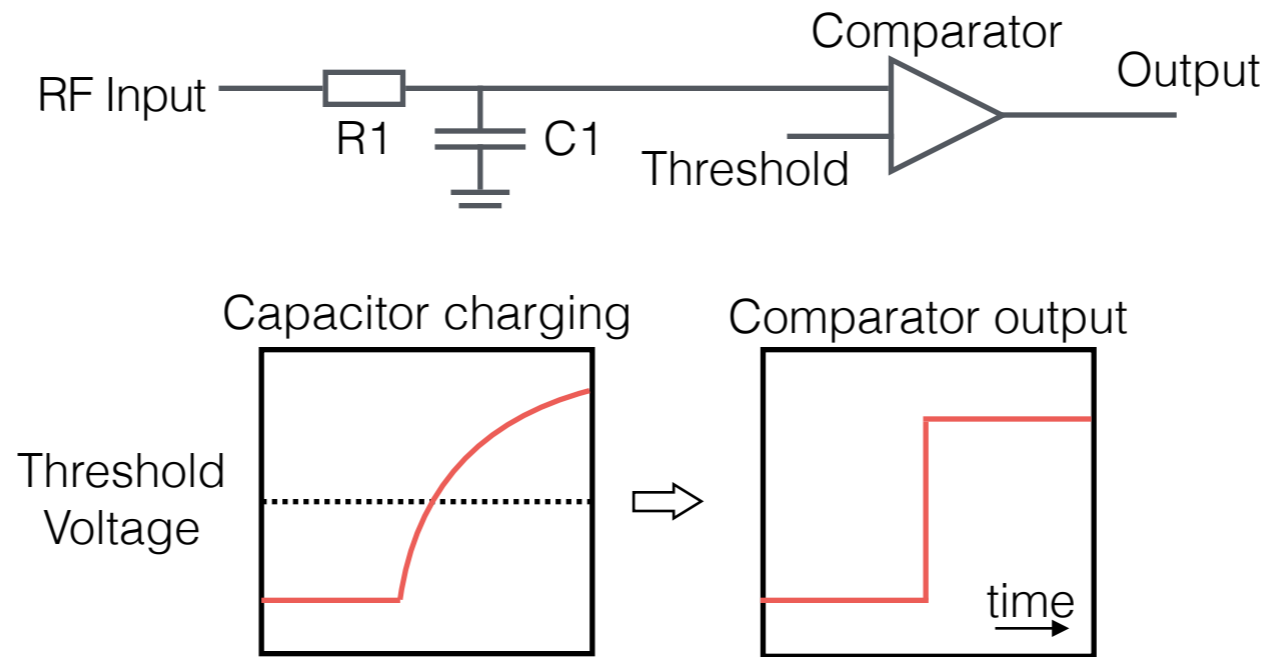 Comparator
RF Input
Output
R1
C1
Threshold
Capacitor charging
Comparator output
Threshold
Voltage
time